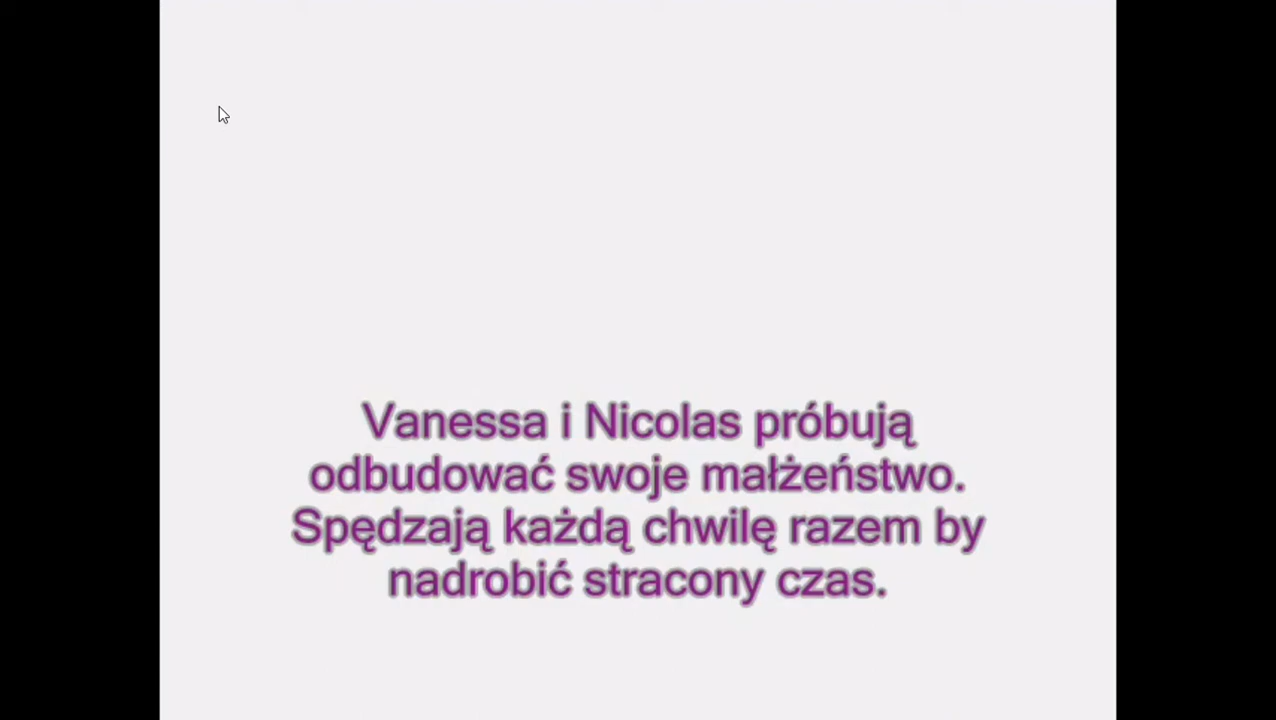 Vanessa i Nicolas próbują
odbudować swoje małżeństwo.
Spędzają każdą chwilę razem by
nadrobić stracony czas.